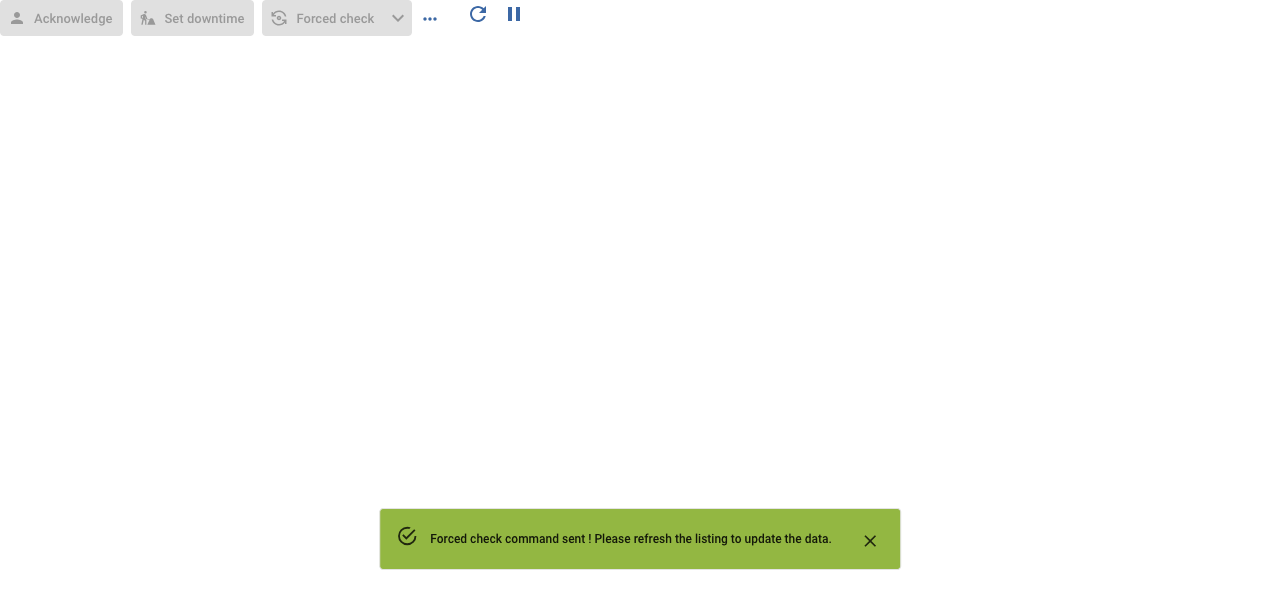 Acknowledge
Set downtime
Forced check
Forced check command sent ! Please refresh the listing to update the data.